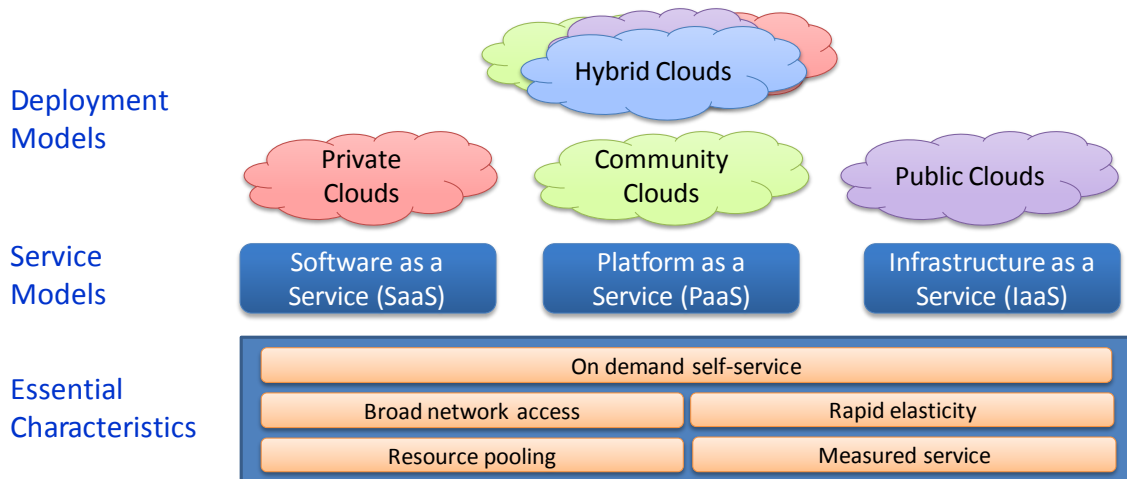 Hybrid Clouds
Deployment
Models
Private
Clouds
Community
Clouds
Public Clouds
Service
Models
Software as a
Service (SaaS)
Platform as a
Service (PaaS)
Infrastructure as a
Service (IaaS)
Essential
Characteristics
On demand self-service
Broad network access
Rapid elasticity
Resource pooling
Measured service